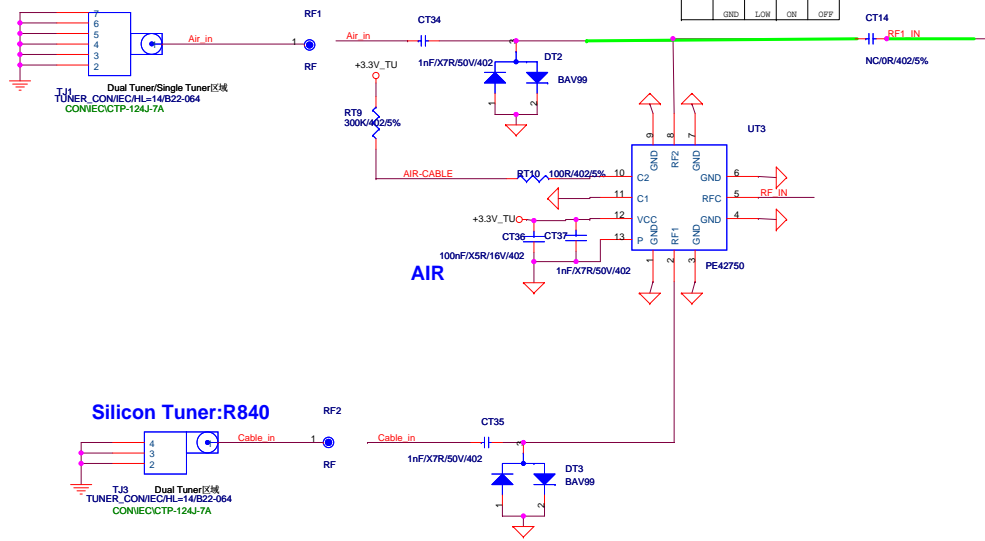 GND LOW ON OFF
RF1
CT34
CT14
7
6
5
4
3
2
Air_in
1
Air_in
RF1_IN
RF
1nF/X7R/50V/402
3
DT2
BAV99
1
2
NC/0R/402/5%
+3.3V_TU
TJ1
Dual Tuner/Single Tuner区域
TUNER_CON/IEC/HL=14/B22-064
CON\IEC\CTP-124J-7A
RT9
300K/402/5%
UT3
9
8
7
GND
RF2
GND
AIR-CABLE
RT10
100R/402/5%
10
C2
GND
6
11
C1
RFC
5
RF_IN
+3.3V_TU
12
VCC
GND
4
13
P
GND
RF1
GND
CT36
CT37
100nF/X5R/16V/402
1nF/X7R/50V/402
1
2
3
PE42750
AIR
Silicon Tuner:R840
RF2
CT35
4
3
2
Cable_in
1
Cable_in
RF
1nF/X7R/50V/402
3
DT3
BAV99
1
2
TJ3
Dual Tuner区域
TUNER_CON/IEC/HL=14/B22-064
CON\IEC\CTP-124J-7A